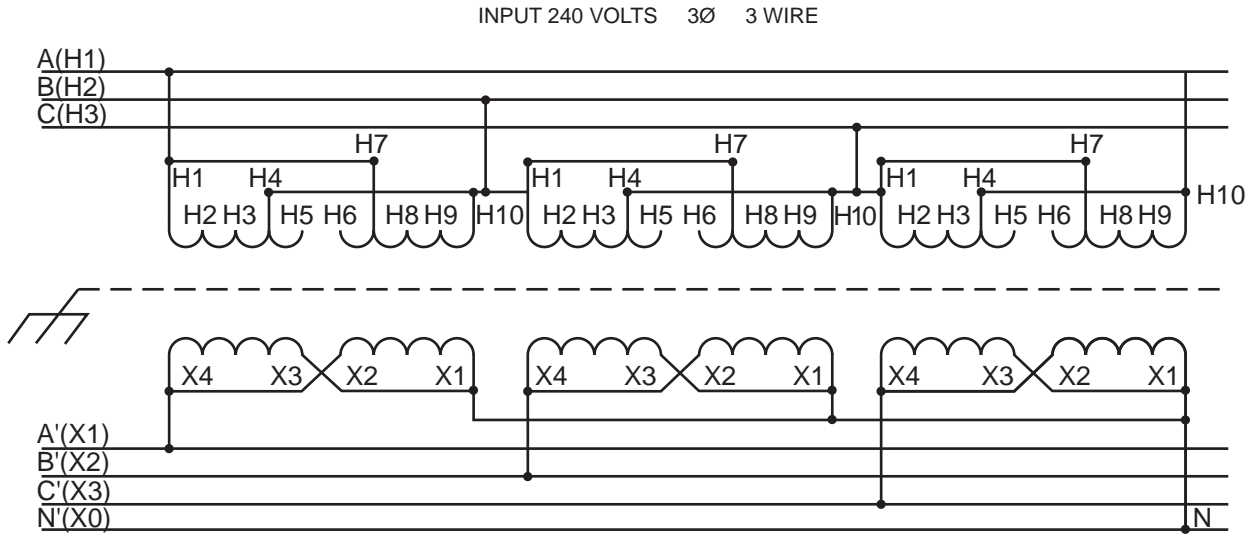 INPUT 240 VOLTS 3Ø 3 WIRE
A(H1)
B(H2)
C(H3)
H7 H7 H7
H1 H4 H1 H4 H1 H4
H10
H2 H3 H5 H6 H8 H9 H10 H2 H3 H5 H6 H8 H9 H10 H2 H3 H5 H6 H8 H9
X4 X3 X2 X1 X4 X3 X2 X1 X4 X3 X2 X1
A'(X1)
B'(X2)
C'(X3)
N'(X0) N